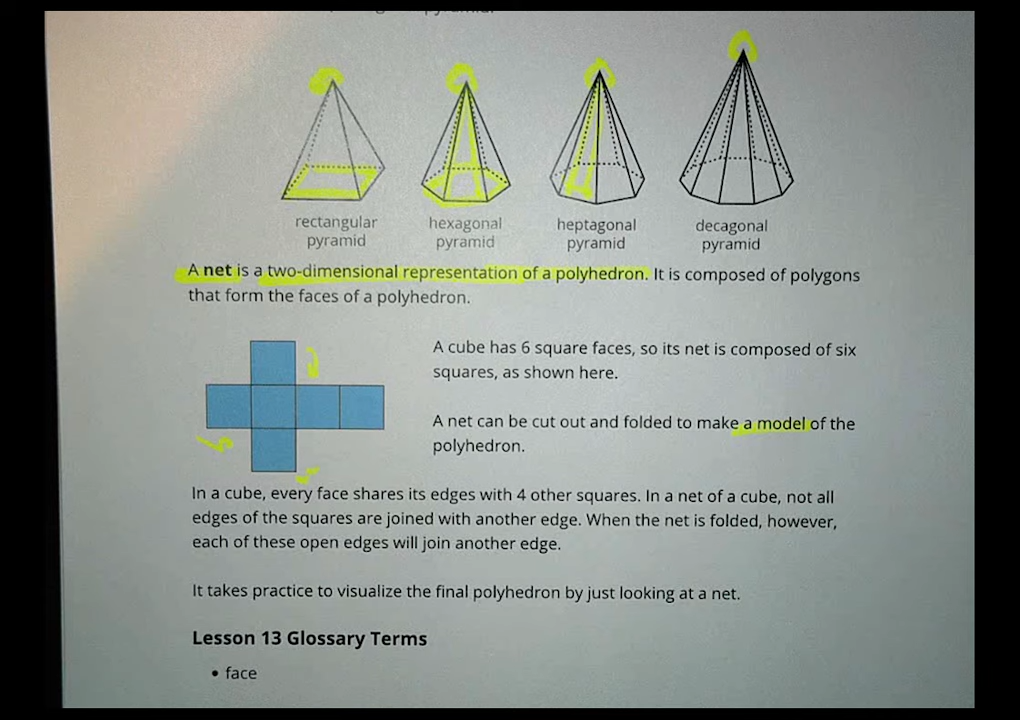 rectangular
pyramid
hexagonal
pyramid
heptagonal
pyramid
decagonal
pyramid
A net is a two-dimensional representation of a polyhedron. It is composed of polygons
that form the faces of a polyhedron.
A cube has 6 square faces, so its net is composed of six
squares, as shown here.
A net can be cut out and folded to make a model of the
polyhedron.
In a cube, every face shares its edges with 4 other squares. In a net of a cube, not all
edges of the squares are joined with another edge. When the net is folded, however,
each of these open edges will join another edge.
It takes practice to visualize the final polyhedron by just looking at a net.
Lesson 13 Glossary Terms
• face